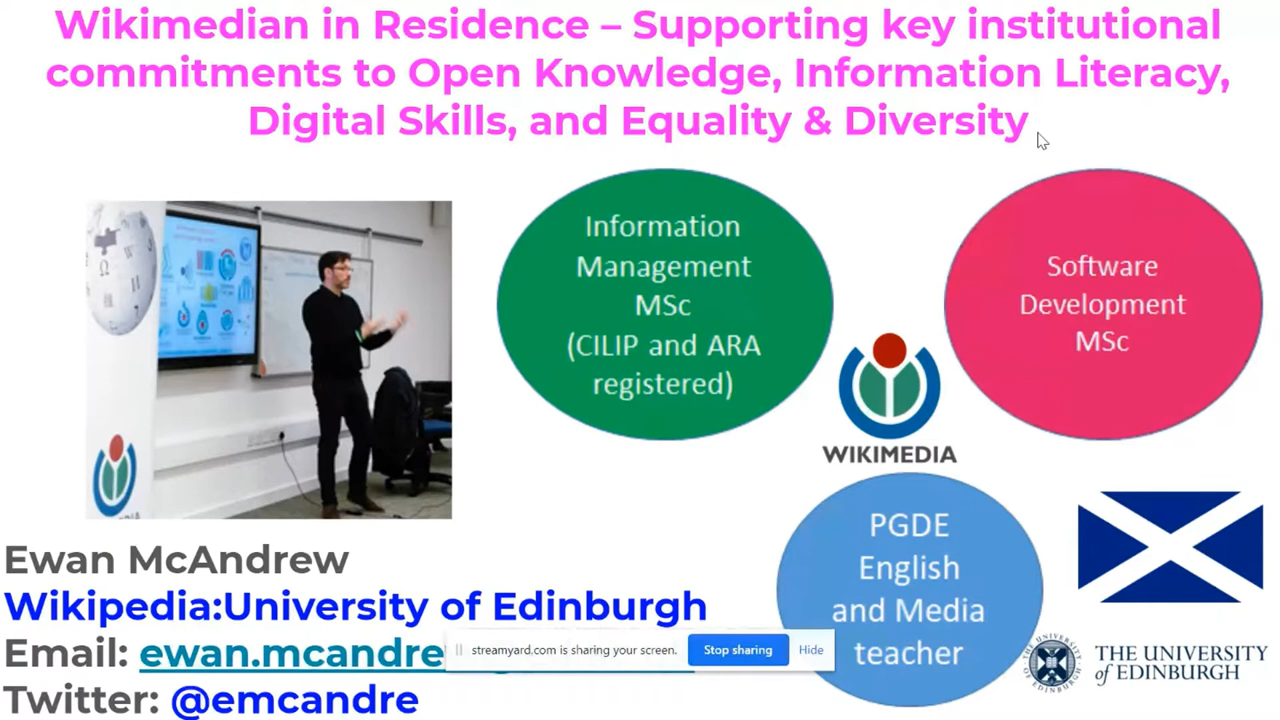 Wikimedian in Residence – Supporting key institutional
commitments to Open Knowledge, Information Literacy,
Digital Skills, and Equality & Diversity
Information
Management
MSc
(CILIP and ARA
registered)
Software
Development
MSc
WIKIMEDIA
PGDE
English
and Media
teacher
Ewan McAndrew
Wikipedia:University of Edinburgh
Email: ewan.mcandre
Twitter: @emcandre
streamyard.com is sharing your screen. Stop sharing Hide
THE UNIVERSITY
of EDINBURGH